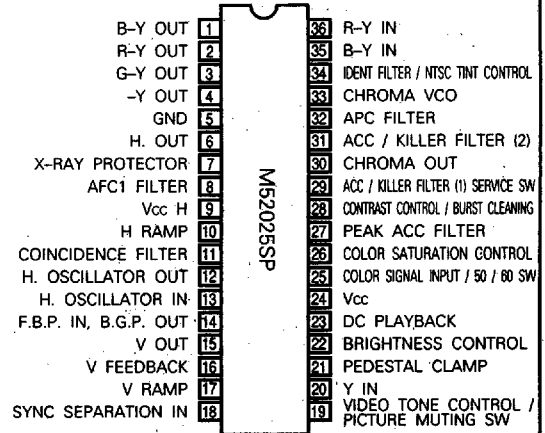 B–Y OUT 1
R–Y OUT 2
G–Y OUT 3
–Y OUT 4
GND 5
H. OUT 6
X–RAY PROTECTOR 7
AFC1 FILTER 8
Vcc H 9
H RAMP 10
COINCIDENCE FILTER 11
H. OSCILLATOR OUT 12
H. OSCILLATOR IN 13
F.B.P. IN, B.G.P. OUT 14
V OUT 15
V FEEDBACK 16
V RAMP 17
SYNC SEPARATION IN 18
M52025SP
36 R–Y IN
35 B–Y IN
34 IDENT FILTER / NTSC TINT CONTROL
33 CHROMA VCO
32 APC FILTER
31 ACC / KILLER FILTER (2)
30 CHROMA OUT
29 ACC / KILLER FILTER (1) SERVICE SW
28 CONTRAST CONTROL / BURST CLEANING
27 PEAK ACC FILTER
26 COLOR SATURATION CONTROL
25 COLOR SIGNAL INPUT / 50 / 60 SW
24 Vcc
23 DC PLAYBACK
22 BRIGHTNESS CONTROL
21 PEDESTAL CLAMP
20 Y IN
19 VIDEO TONE CONTROL /
PICTURE MUTING SW